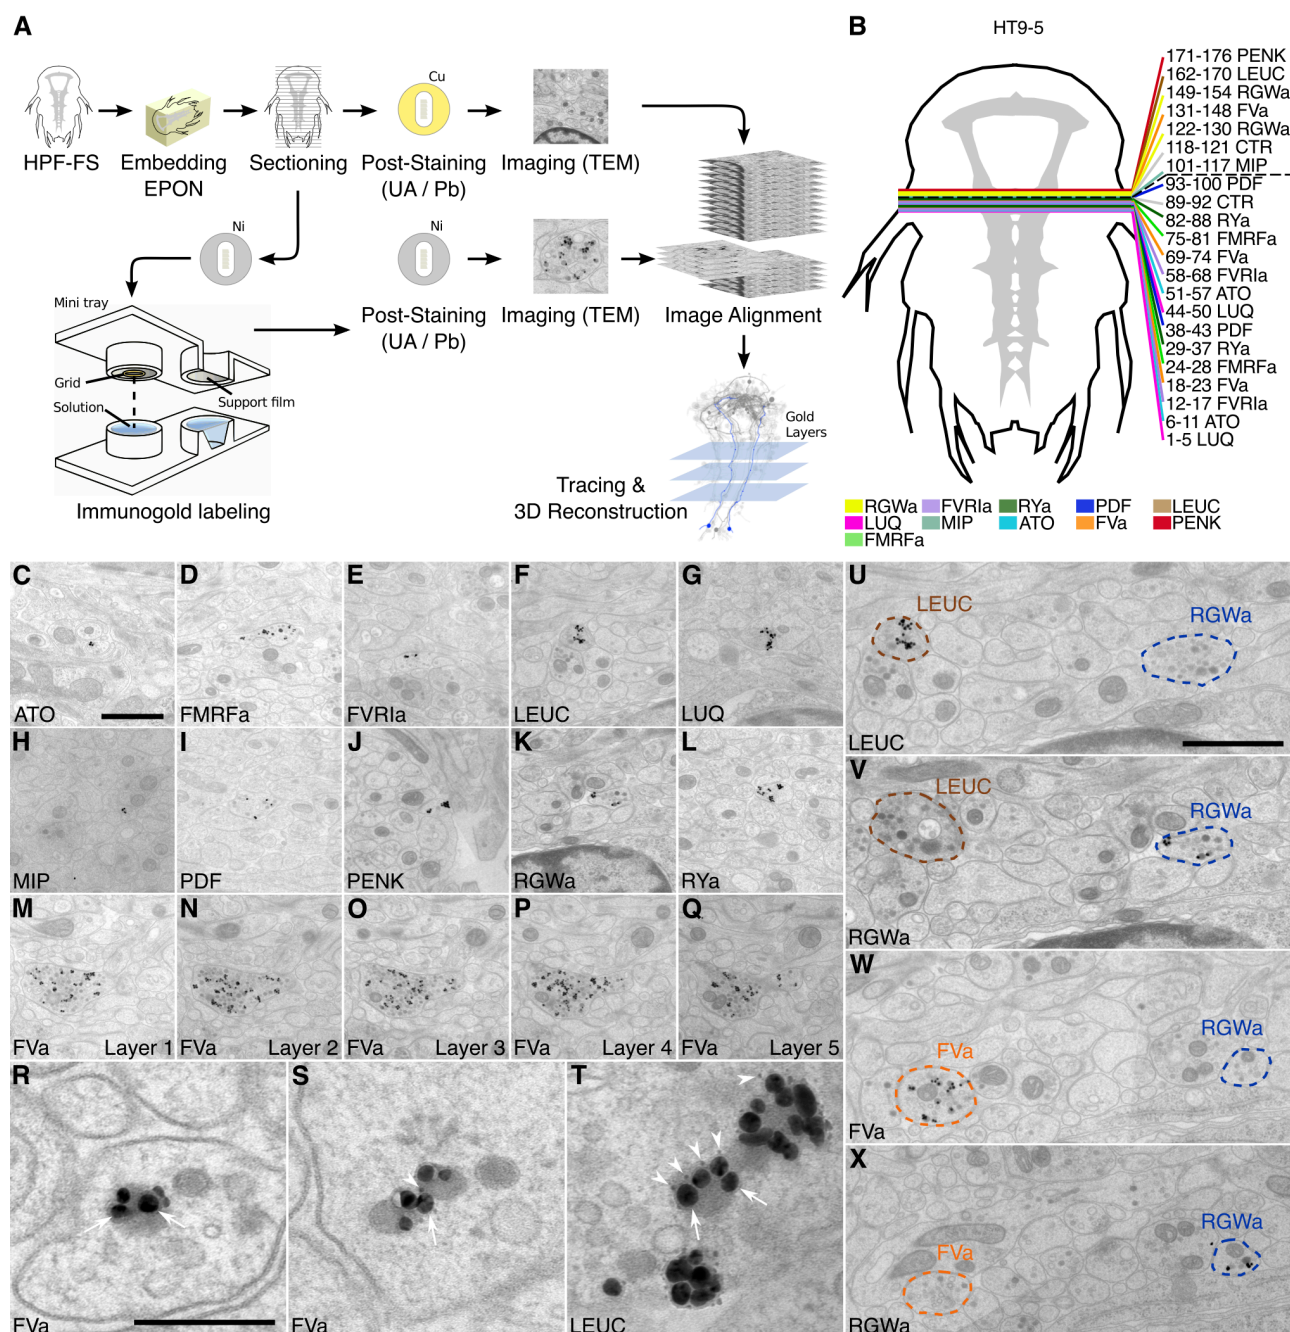 A
HPF-FS
Embedding
EPON
Sectioning
Cu
Post-Staining
(UA / Pb)
Imaging (TEM)
Ni
Ni
Post-Staining
(UA / Pb)
Imaging (TEM)
Image Alignment
Mini tray
Grid
Solution
Support film
Immunogold labeling
Gold
Layers
Tracing &
3D Reconstruction
B
HT9-5
171-176 PENK
162-170 LEUC
149-154 RGWa
131-148 FVa
122-130 RGWa
118-121 CTR
101-117 MIP
93-100 PDF
89-92 CTR
82-88 RYa
75-81 FMRFa
69-74 FVa
58-68 FVRIa
51-57 ATO
44-50 LUQ
38-43 PDF
29-37 RYa
24-28 FMRFa
18-23 FVa
12-17 FVRIa
6-11 ATO
1-5 LUQ
RGWa FVRIa RYa PDF LEUC
LUQ MIP ATO FVa PENK
FMRFa
C
ATO
D
FMRFa
E
FVRIa
F
LEUC
G
LUQ
H
MIP
I
PDF
J
PENK
K
RGWa
L
RYa
M
FVa Layer 1
N
FVa Layer 2
O
FVa Layer 3
P
FVa Layer 4
Q
FVa Layer 5
R
FVa
S
FVa
T
LEUC
U
LEUC
RGWa
LEUC
V
LEUC
RGWa
RGWa
W
FVa
RGWa
FVa
X
FVa
RGWa
RGWa